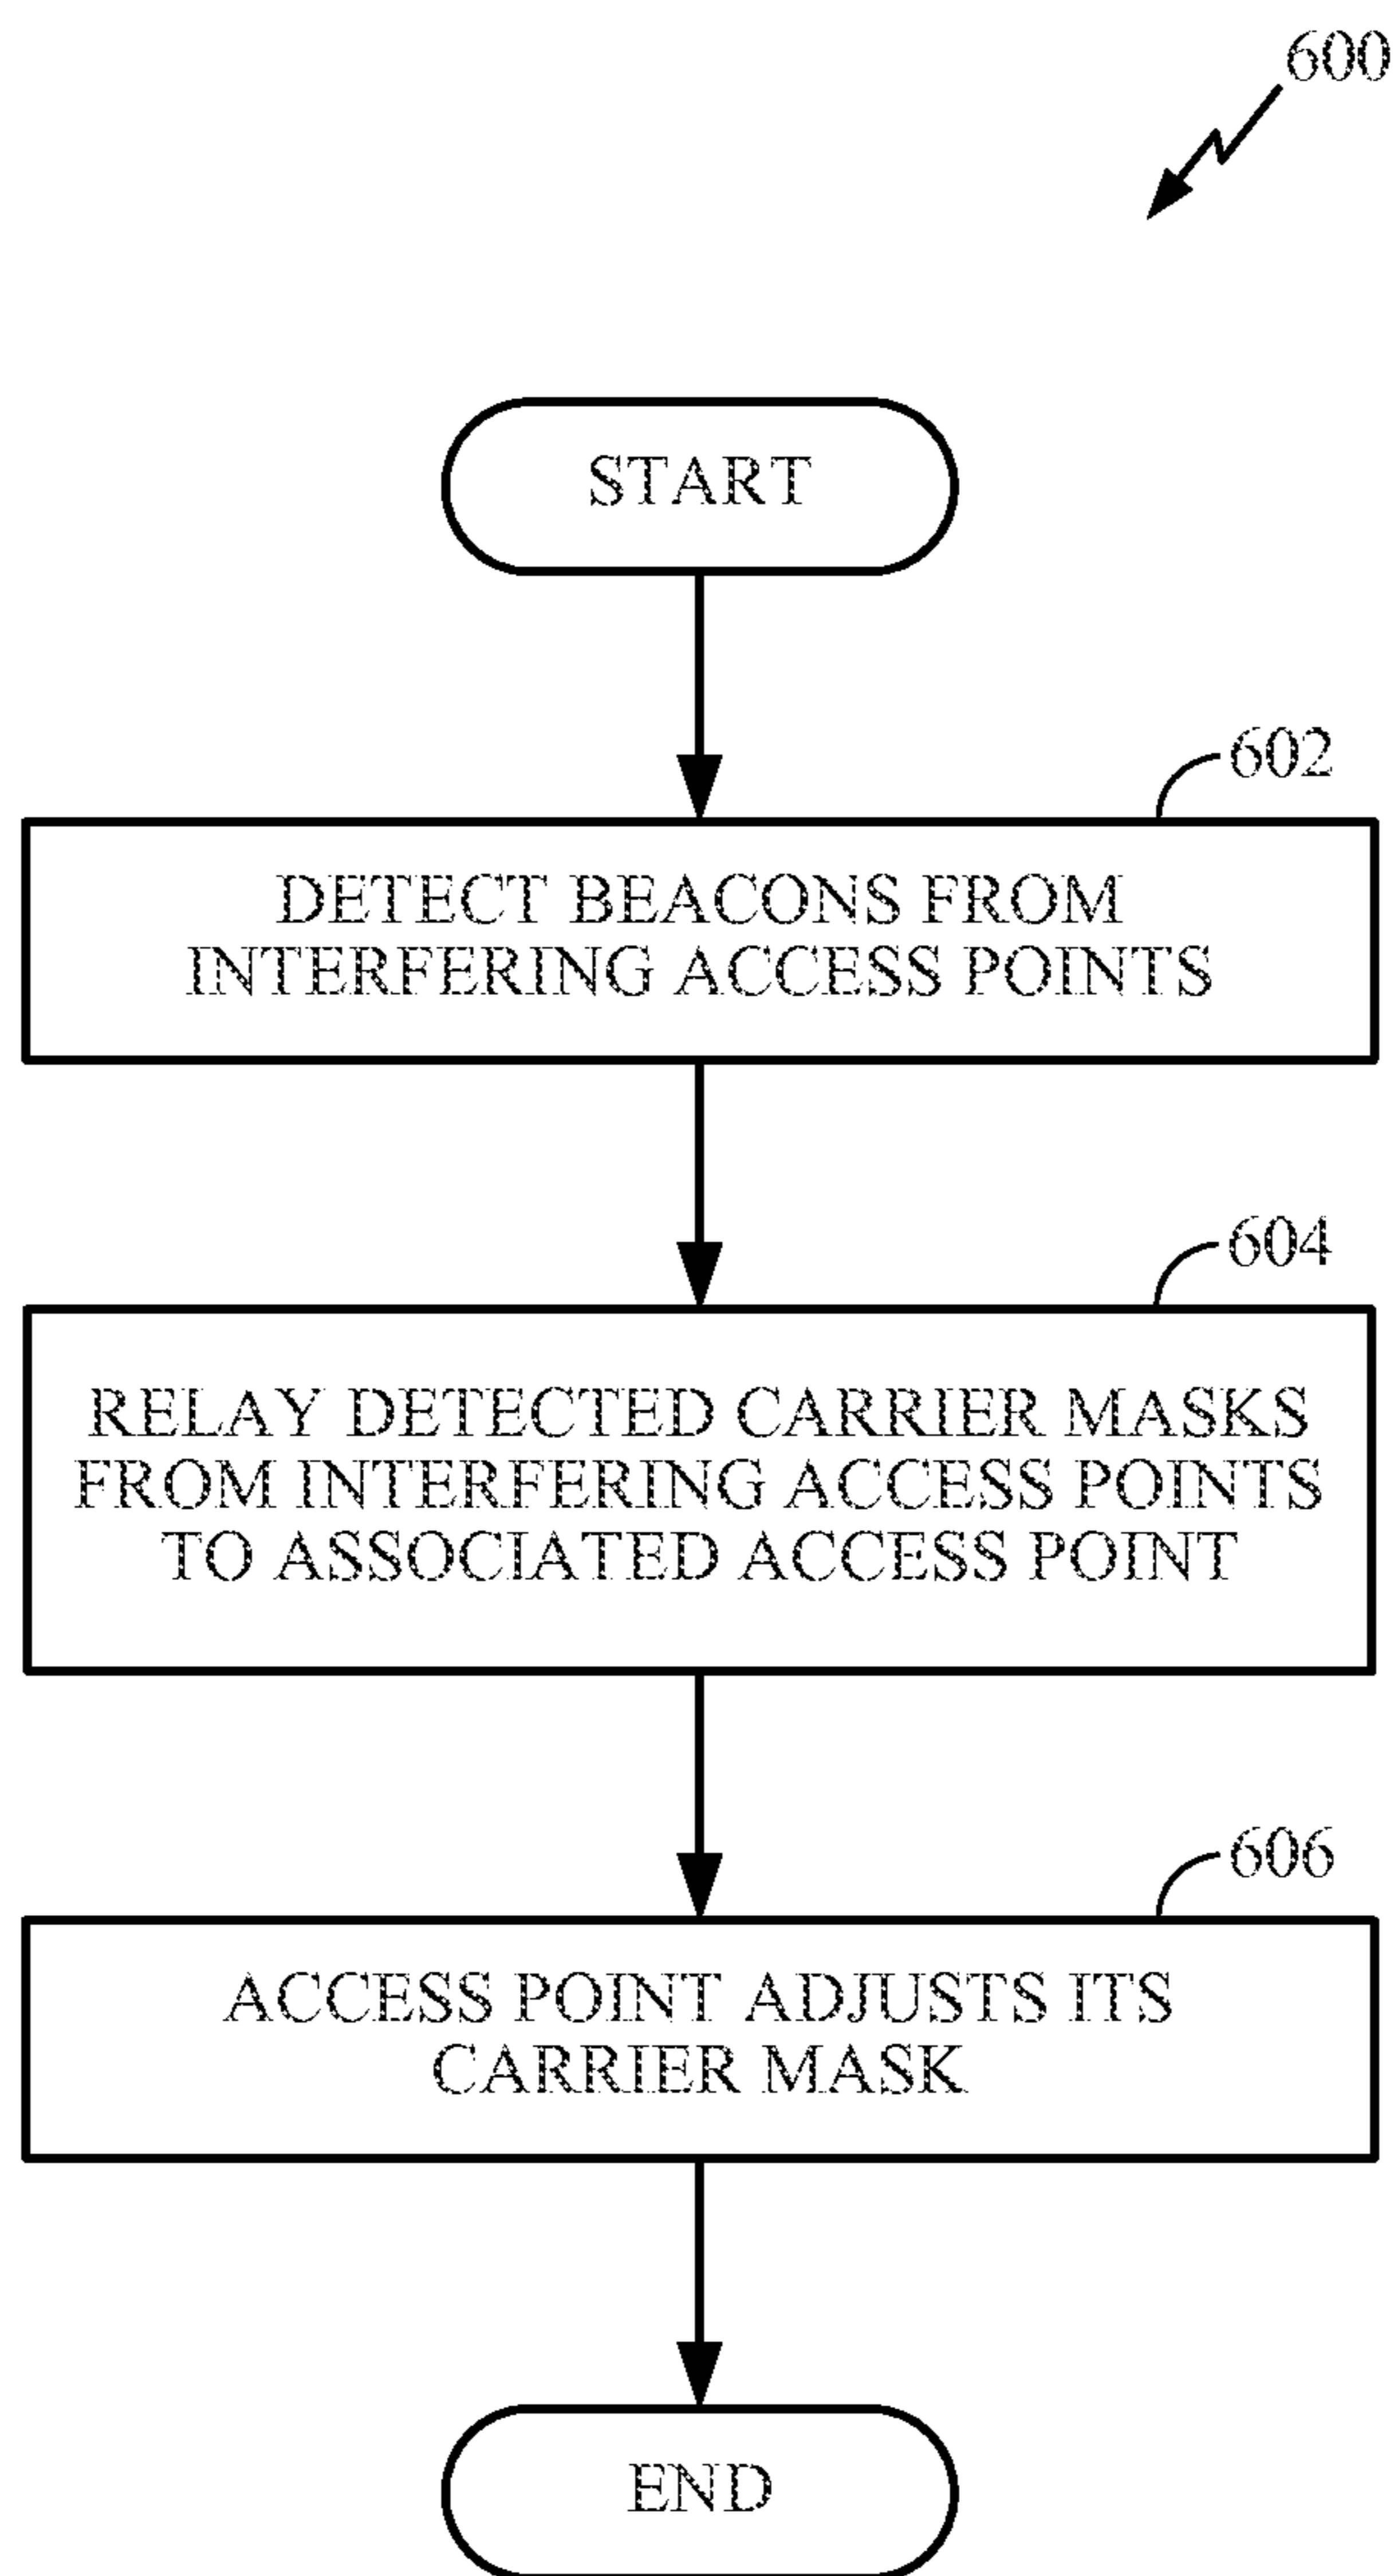 600
START
602
DETECT BEACONS FROM
INTERFERING ACCESS POINTS
604
RELAY DETECTED CARRIER MASKS
FROM INTERFERING ACCESS POINTS
TO ASSOCIATED ACCESS POINT
606
ACCESS POINT ADJUSTS ITS
CARRIER MASK
END